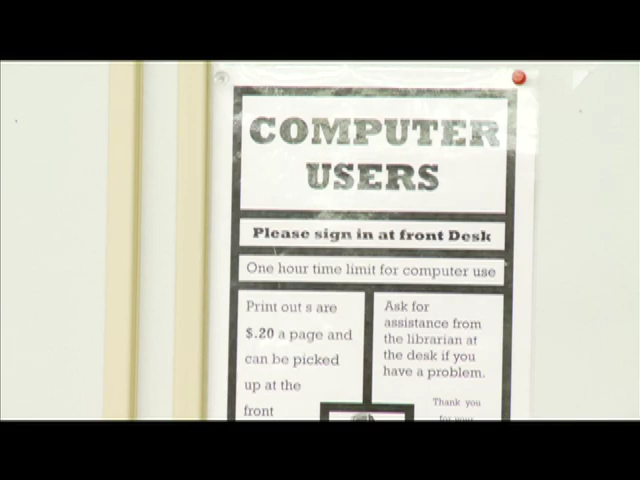 COMPUTER
USERS
Please sign in at front Desk
One hour time limit for computer use
Print out s are
$.20 a page and
can be picked
up at the
front
Ask for
assistance from
the librarian at
the desk if you
have a problem.
Thank you
for your